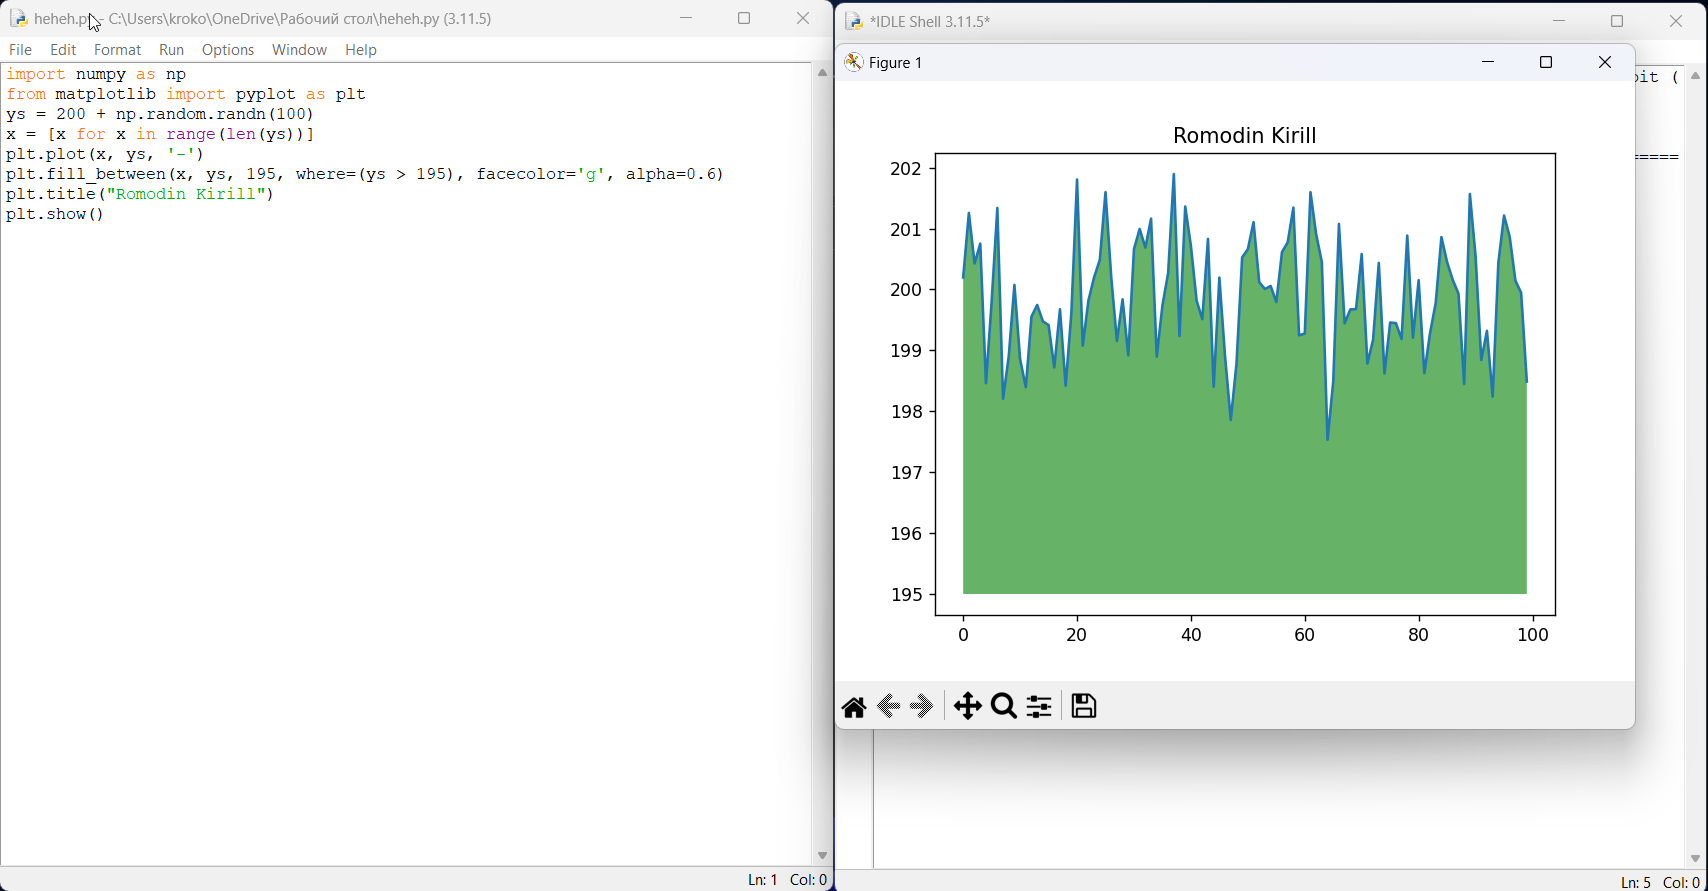 heheh.py - C:\Users\kroko\OneDrive\Рабочий стол\heheh.py (3.11.5)
File Edit Format Run Options Window Help
import numpy as np
from matplotlib import pyplot as plt
ys = 200 + np.random.randn(100)
x = [x for x in range(len(ys))]
plt.plot(x, ys, '-')
plt.fill_between(x, ys, 195, where=(ys > 195), facecolor='g', alpha=0.6)
plt.title("Romodin Kirill")
plt.show()
Ln: 1 Col: 0
*IDLE Shell 3.11.5*
Figure 1
bit (
=====
Romodin Kirill
202
201
200
199
198
197
196
195
0 20 40 60 80 100
Ln: 5 Col: 0